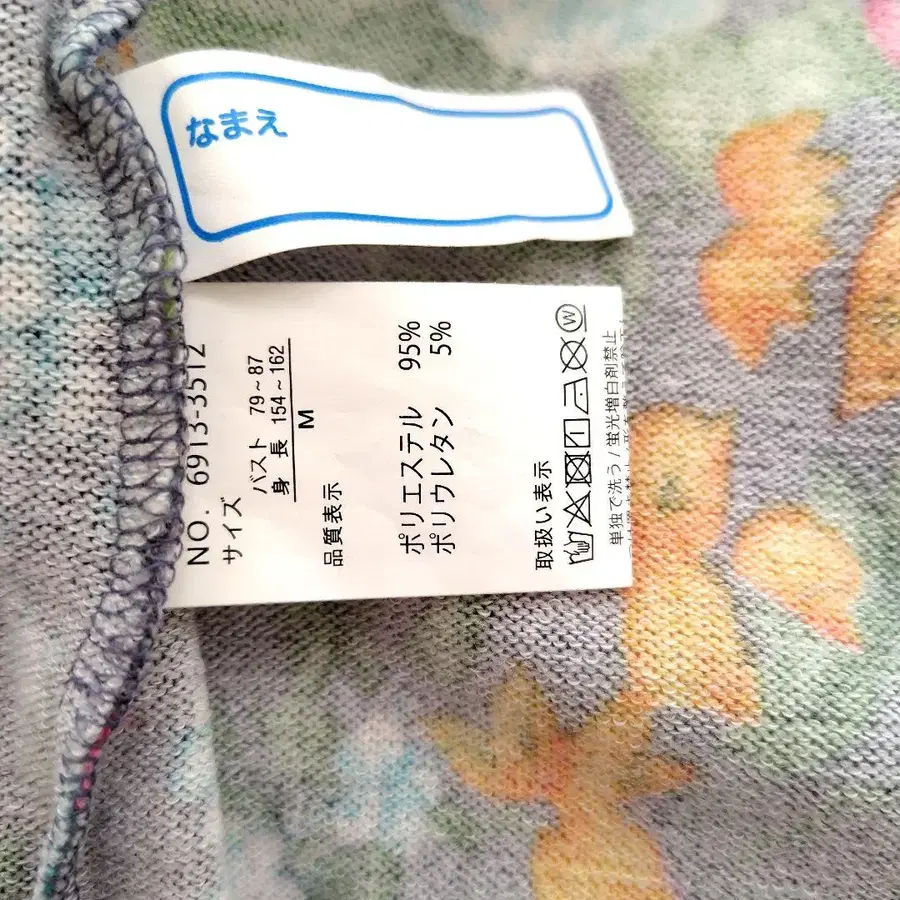 なまえ
NO. 6913-3512
サイズ
バスト 79～87
身長 154～162
M
品質表示
ポリエステル 95%
ポリウレタン 5%
取扱い表示
W
単独で洗う/蛍光増白剤禁止